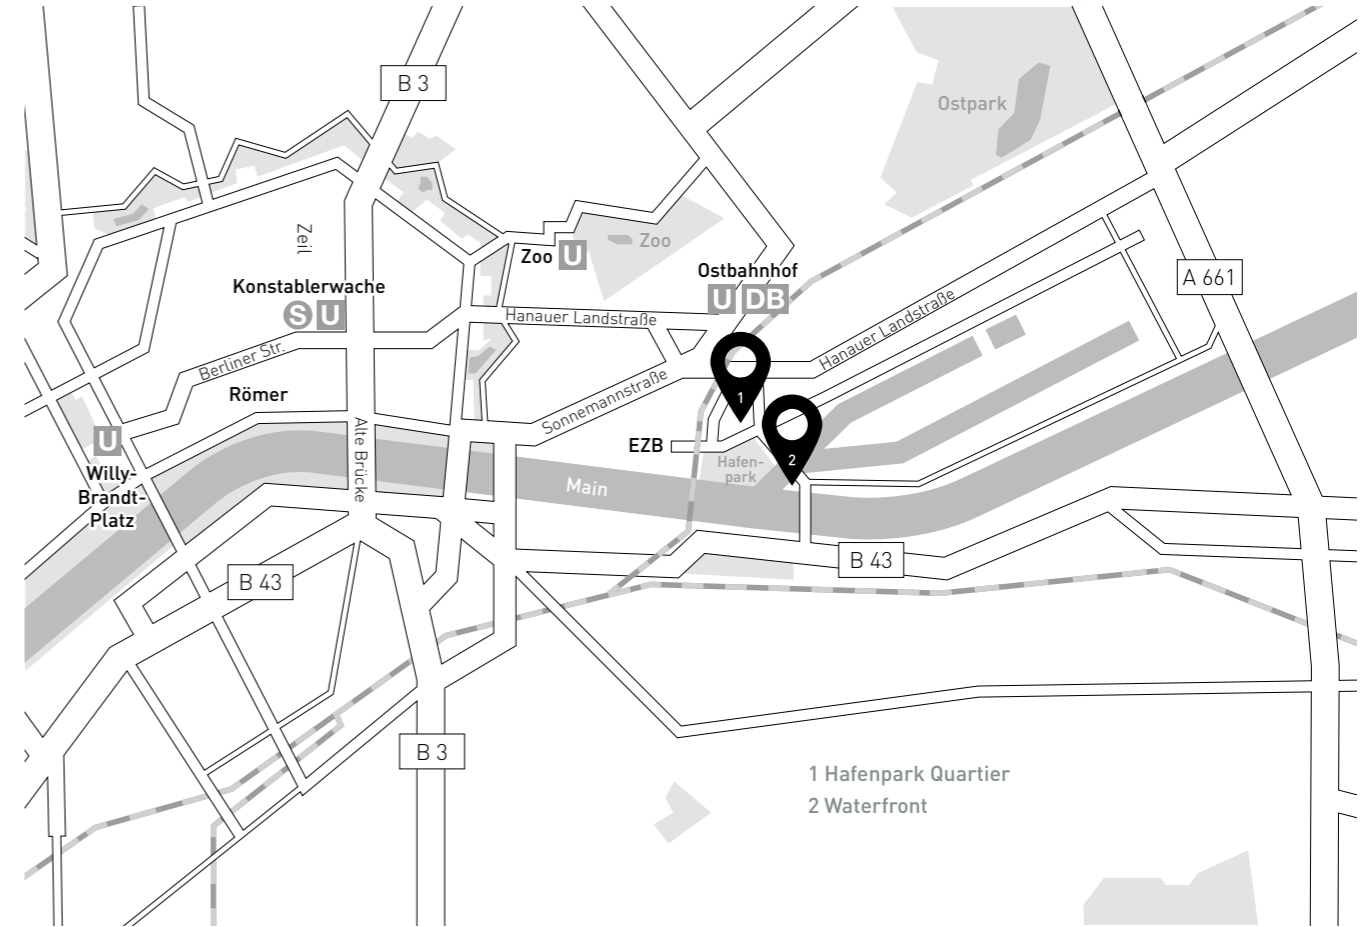 B 3
Ostpark
Zeil
Zoo U
Zoo
Ostbahnhof
U DB
A 661
Konstablerwache
S U
Hanauer Landstraße
Hanauer Landstraße
Berliner Str.
Römer
Sonnemannstraße
1
Alte Brücke
U
Willy-
Brandt-
Platz
EZB
Hafen-
park
2
Main
B 43
B 43
B 3
1 Hafenpark Quartier
2 Waterfront